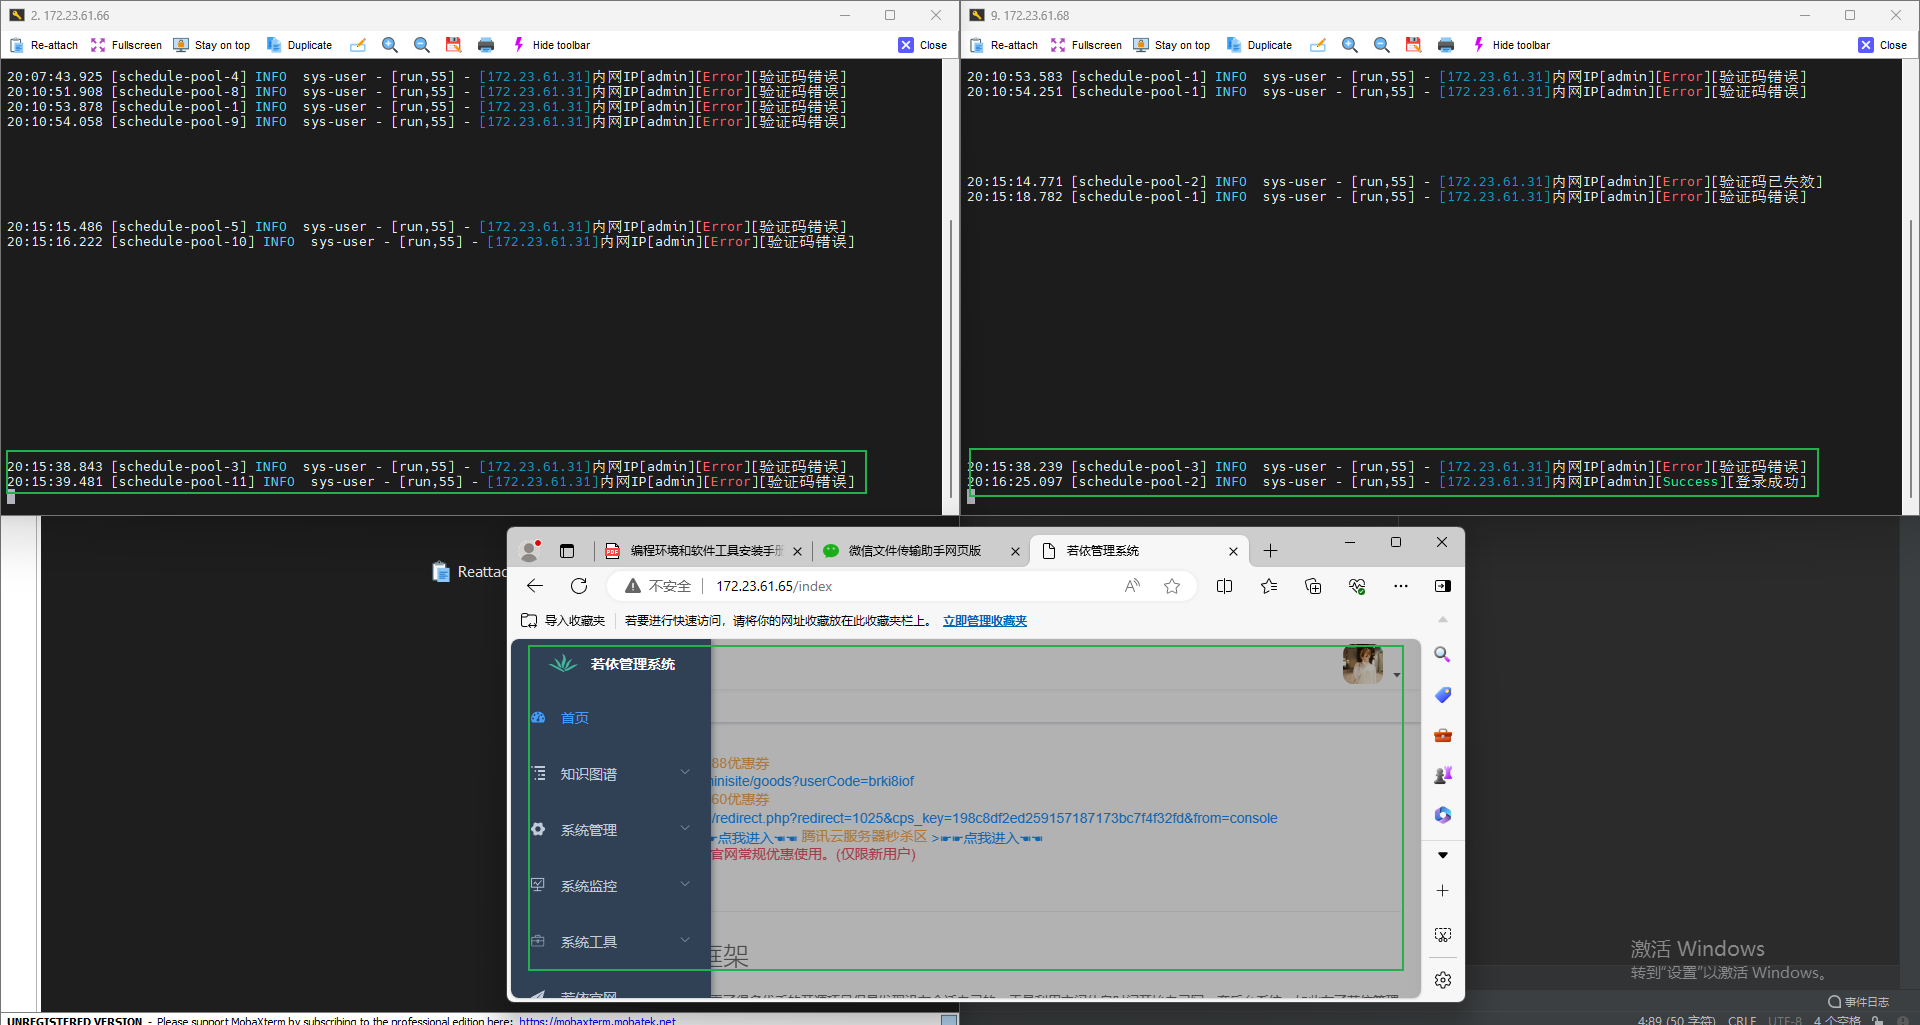 2. 172.23.61.66
Re-attach Fullscreen Stay on top Duplicate Hide toolbar Close
20:07:43.925 [schedule-pool-4] INFO  sys-user - [run,55] - [172.23.61.31]内网IP[admin][Error][验证码错误]
20:10:51.908 [schedule-pool-8] INFO  sys-user - [run,55] - [172.23.61.31]内网IP[admin][Error][验证码错误]
20:10:53.878 [schedule-pool-1] INFO  sys-user - [run,55] - [172.23.61.31]内网IP[admin][Error][验证码错误]
20:10:54.058 [schedule-pool-9] INFO  sys-user - [run,55] - [172.23.61.31]内网IP[admin][Error][验证码错误]
20:15:15.486 [schedule-pool-5] INFO  sys-user - [run,55] - [172.23.61.31]内网IP[admin][Error][验证码错误]
20:15:16.222 [schedule-pool-10] INFO  sys-user - [run,55] - [172.23.61.31]内网IP[admin][Error][验证码错误]
20:15:38.843 [schedule-pool-3] INFO  sys-user - [run,55] - [172.23.61.31]内网IP[admin][Error][验证码错误]
20:15:39.481 [schedule-pool-11] INFO  sys-user - [run,55] - [172.23.61.31]内网IP[admin][Error][验证码错误]
9. 172.23.61.68
Re-attach Fullscreen Stay on top Duplicate Hide toolbar Close
20:10:53.583 [schedule-pool-1] INFO  sys-user - [run,55] - [172.23.61.31]内网IP[admin][Error][验证码错误]
20:10:54.251 [schedule-pool-1] INFO  sys-user - [run,55] - [172.23.61.31]内网IP[admin][Error][验证码错误]
20:15:14.771 [schedule-pool-2] INFO  sys-user - [run,55] - [172.23.61.31]内网IP[admin][Error][验证码已失效]
20:15:18.782 [schedule-pool-1] INFO  sys-user - [run,55] - [172.23.61.31]内网IP[admin][Error][验证码错误]
20:15:38.239 [schedule-pool-3] INFO  sys-user - [run,55] - [172.23.61.31]内网IP[admin][Error][验证码错误]
20:16:25.097 [schedule-pool-2] INFO  sys-user - [run,55] - [172.23.61.31]内网IP[admin][Success][登录成功]
Reattac
编程环境和软件工具安装手册 微信文件传输助手网页版 若依管理系统
不安全 172.23.61.65/index
导入收藏夹 若要进行快速访问，请将你的网址收藏放在此收藏夹栏上。 立即管理收藏夹
若依管理系统
首页
知识图谱
系统管理
系统监控
系统工具
若依官网
88优惠券
ninisite/goods?userCode=brki8iof
60优惠券
/redirect.php?redirect=1025&cps_key=198c8df2ed259157187173bc7f4f32fd&from=console
点我进入☚☚ 腾讯云服务器秒杀区 >☛☛点我进入☚☚
官网常规优惠使用。(仅限新用户)
框架
激活 Windows
转到"设置"以激活 Windows。
事件日志
4:89 (50 字符) CRLF UTF-8 4 个空格
UNREGISTERED VERSION - Please support MobaXterm by subscribing to the professional edition here: https://mobaxterm.mobatek.net